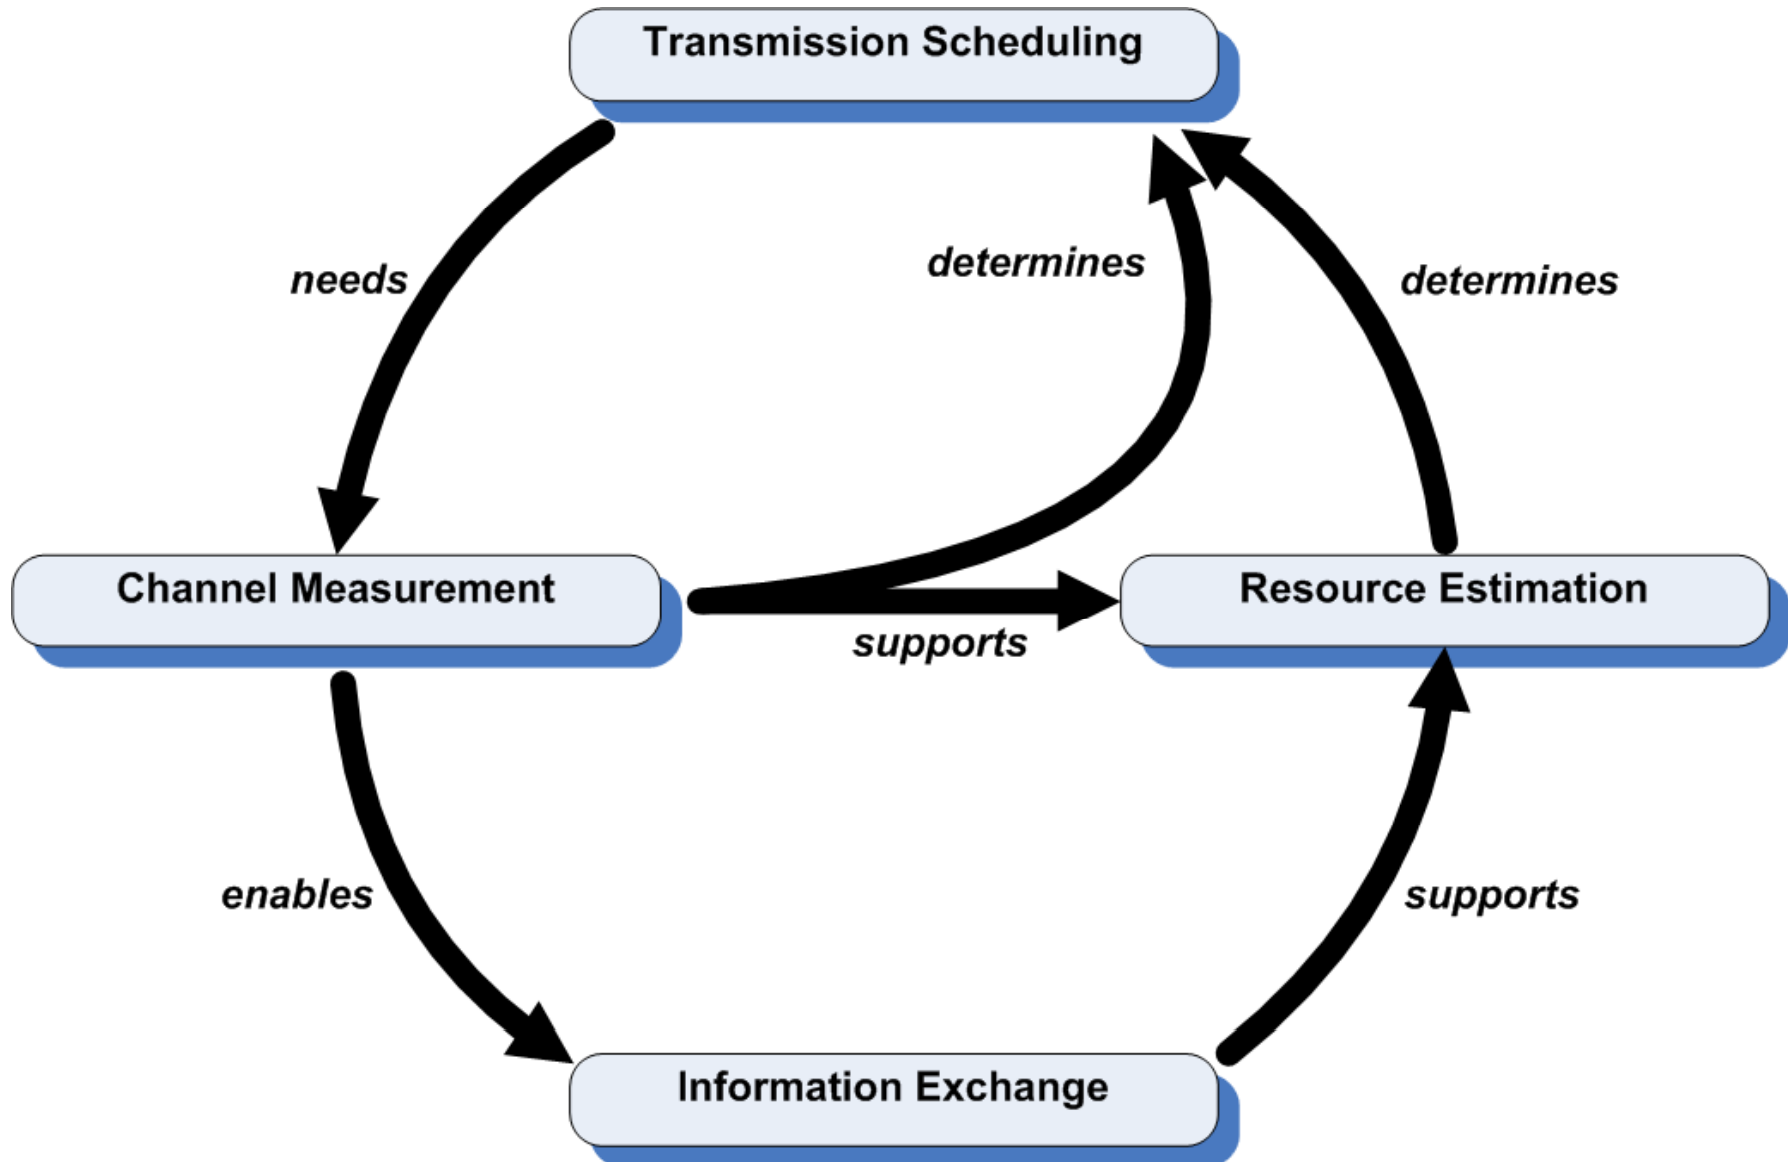 Transmission Scheduling
needs
determines
determines
Channel Measurement
Resource Estimation
supports
enables
supports
Information Exchange